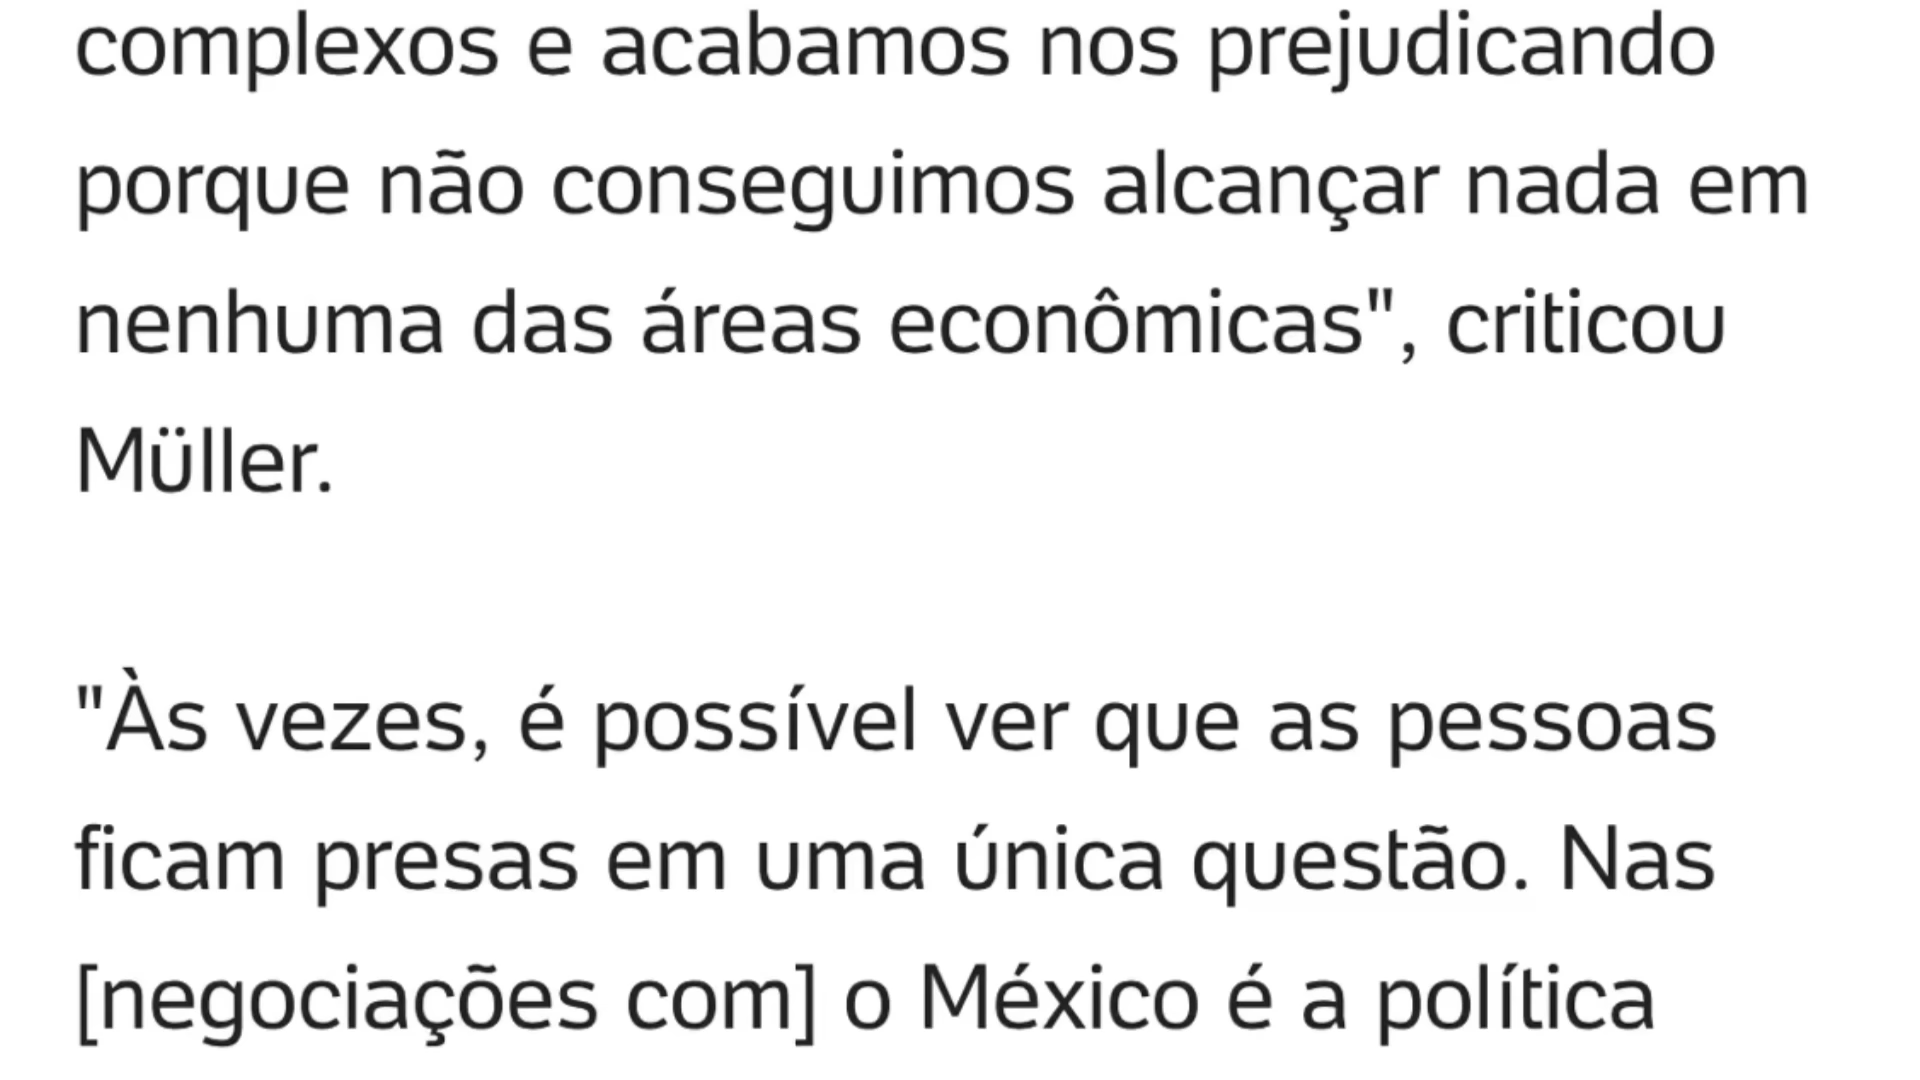 complexos e acabamos nos prejudicando
porque não conseguimos alcançar nada em
nenhuma das áreas econômicas", criticou
Müller.
"Às vezes, é possível ver que as pessoas
ficam presas em uma única questão. Nas
[negociações com] o México é a política